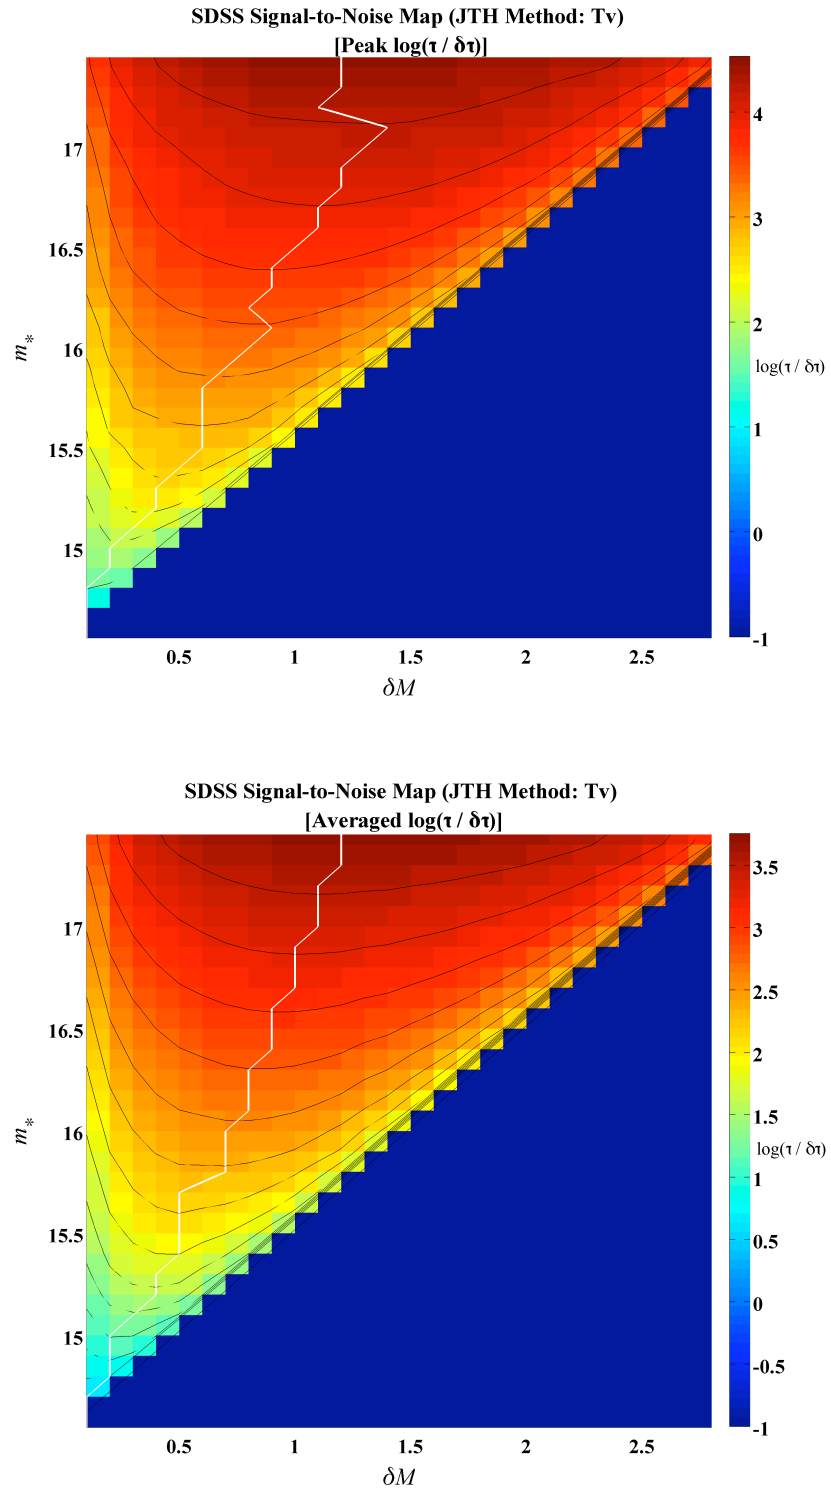 SDSS Signal-to-Noise Map (JTH Method: Tv)
[Peak log(τ / δτ)]
4
17
3
16.5
2
m*
16
log(τ / δτ)
1
15.5
0
15
-1
0.5 1 1.5 2 2.5
δM
SDSS Signal-to-Noise Map (JTH Method: Tv)
[Averaged log(τ / δτ)]
3.5
17
3
2.5
16.5
2
m*
16
1.5
log(τ / δτ)
1
15.5
0.5
0
15
-0.5
-1
0.5 1 1.5 2 2.5
δM